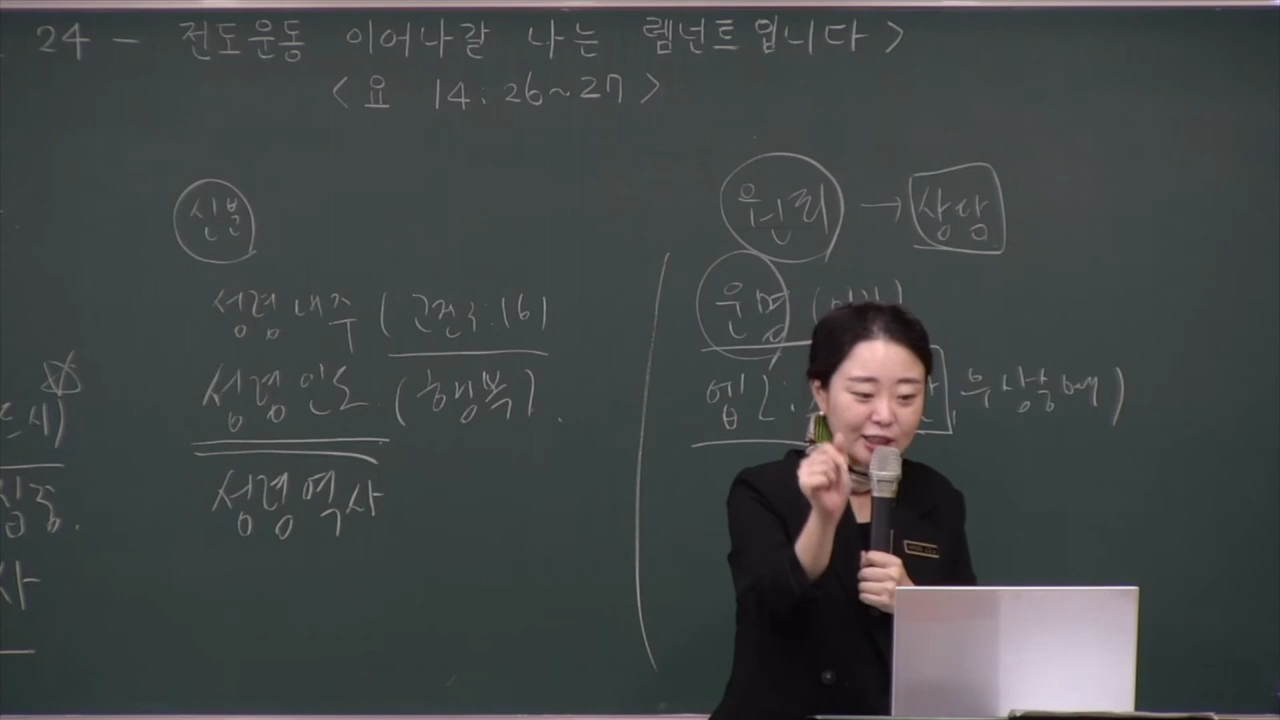 24 - 전도운동 이어나갈 나는 렘넌트입니다>
<요 14:26~27>
신분
성령내주 (고전3:16)
성령인도 (행복).
성령역사
원리 → 상담
운명
엡2: 우상숭배)
시)
집중.
사